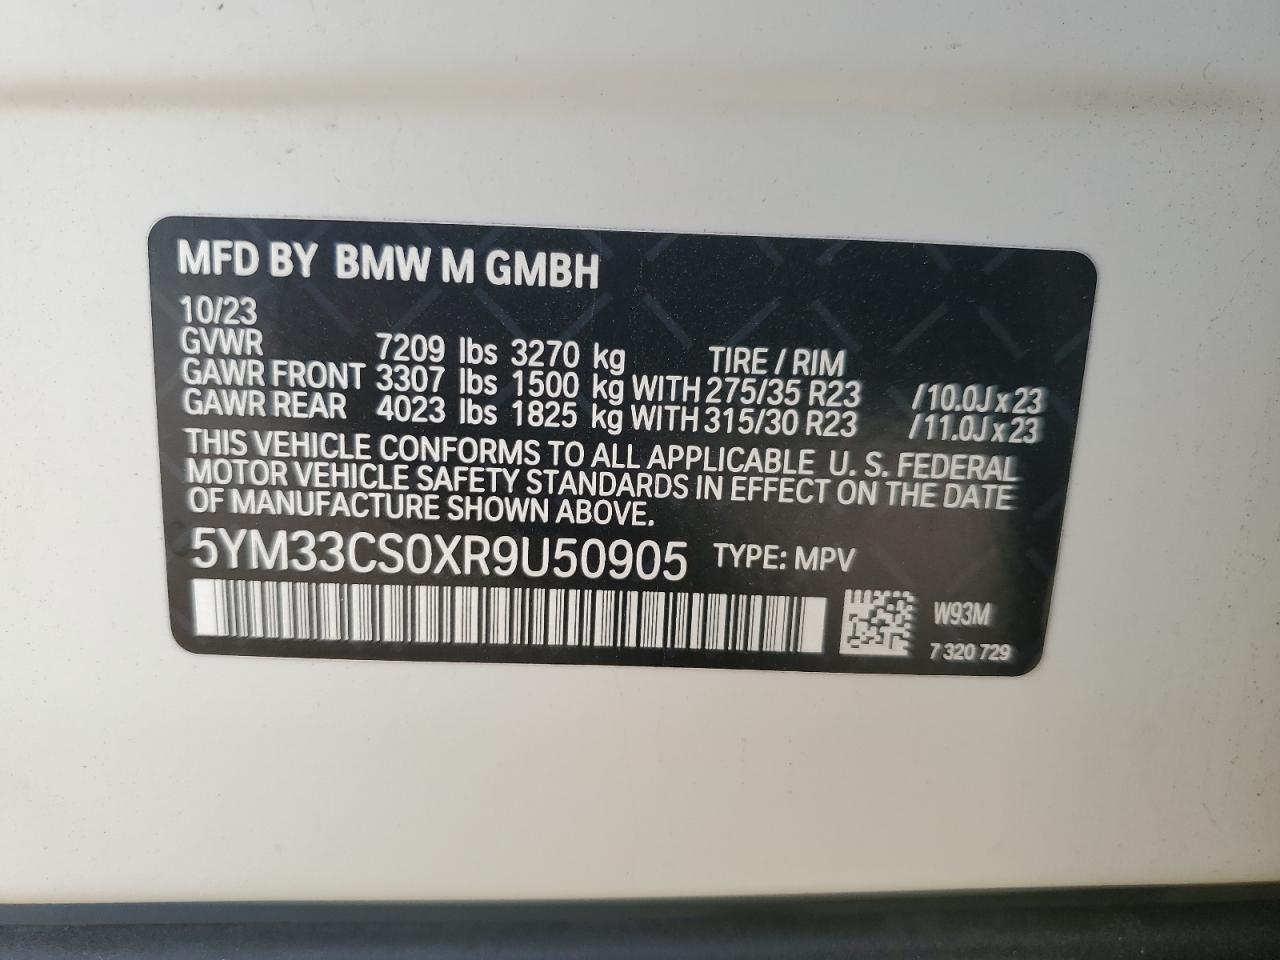 MFD BY BMW M GMBH
10/23
GVWR 7209 lbs 3270 kg TIRE / RIM
GAWR FRONT 3307 lbs 1500 kg WITH 275/35 R23 /10.0J x 23
GAWR REAR 4023 lbs 1825 kg WITH 315/30 R23 /11.0J x 23
THIS VEHICLE CONFORMS TO ALL APPLICABLE U. S. FEDERAL
MOTOR VEHICLE SAFETY STANDARDS IN EFFECT ON THE DATE
OF MANUFACTURE SHOWN ABOVE.
5YM33CS0XR9U50905 TYPE: MPV
W93M
7 320 729